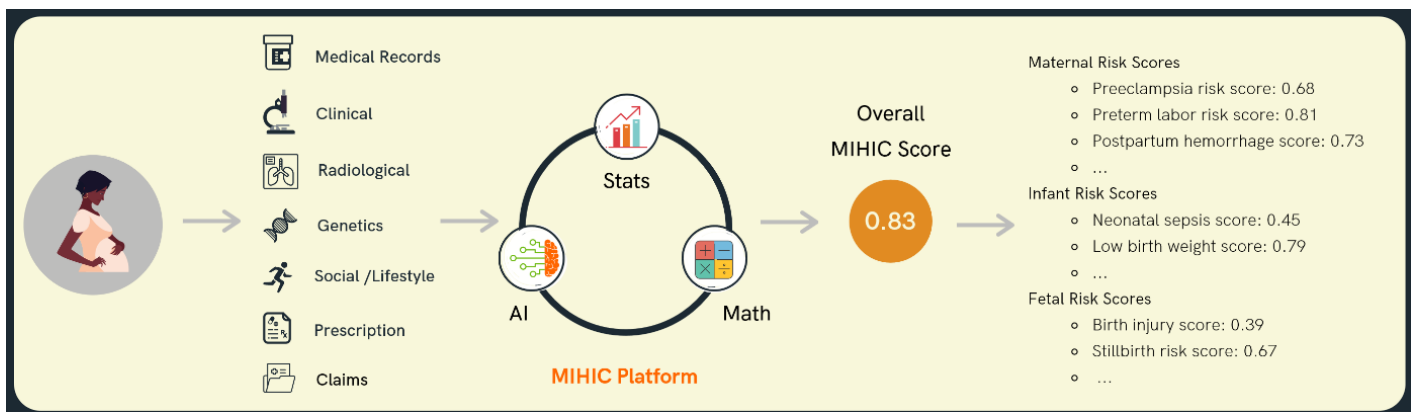 Medical Records
Clinical
Radiological
Genetics
Social /Lifestyle
Prescription
Claims
Stats
AI
Math
MIHIC Platform
Overall
MIHIC Score
0.83
Maternal Risk Scores
Preeclampsia risk score: 0.68
Preterm labor risk score: 0.81
Postpartum hemorrhage score: 0.73
...
Infant Risk Scores
Neonatal sepsis score: 0.45
Low birth weight score: 0.79
...
Fetal Risk Scores
Birth injury score: 0.39
Stillbirth risk score: 0.67
...